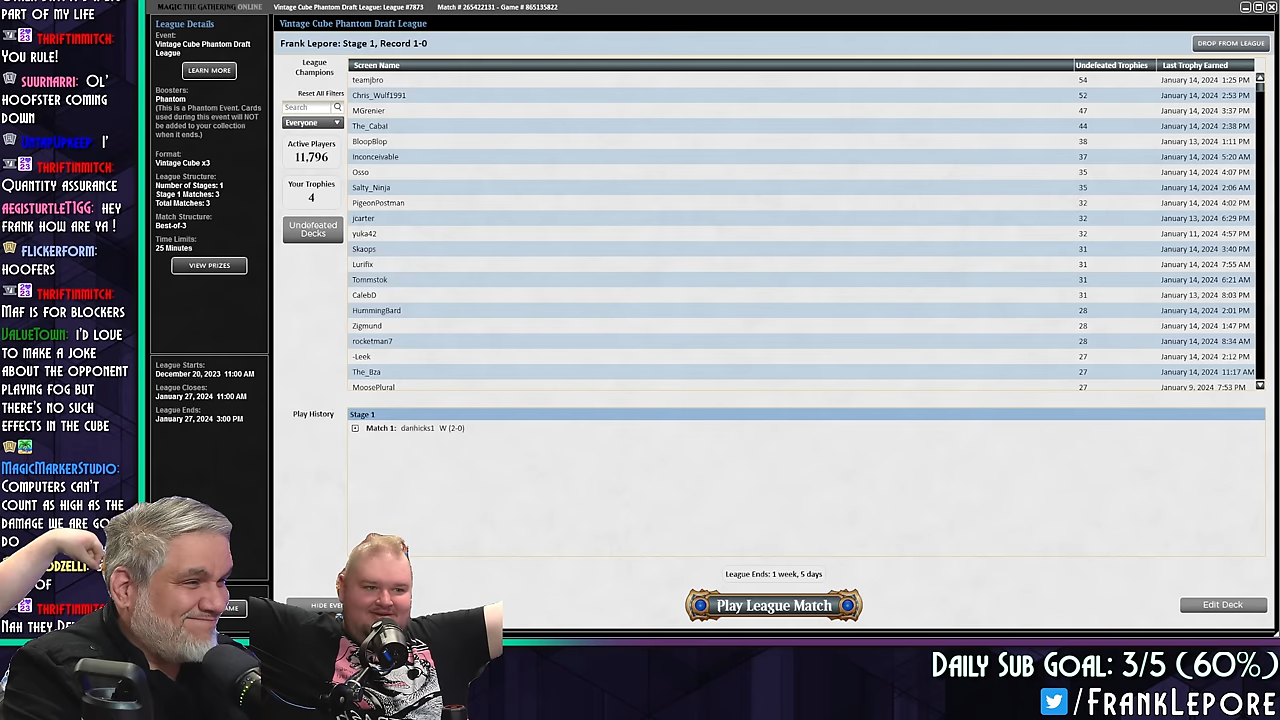 MAGIC THE GATHERING ONLINE
Vintage Cube Phantom Draft League: League #7873 Match # 265422131 - Game # 865135822
PART OF MY LIFE
THRIFTINMITCH:
YOU RULE!
SUURNARRI: OL'
HOOFSTER COMING
DOWN
UNTAPUPKEEP: I'
THRIFTINMITCH:
QUANTITY ASSURANCE
AEGISTURTLETTGG: HEY
FRANK HOW ARE YA !
FLICKERFORM:
HOOFERS
THRIFTINMITCH:
MAF IS FOR BLOCKERS
VALUETOWN: I'D LOVE
TO MAKE A JOKE
ABOUT THE OPPONENT
PLAYING FOG BUT
THERE'S NO SUCH
EFFECTS IN THE CUBE
MAGICMARKERSTUDIO:
COMPUTERS CAN'T
COUNT AS HIGH AS THE
DAMAGE WE ARE GO
DO
OF
THRIFTINMITC
NAH THEY
League Details
Event:
Vintage Cube Phantom Draft
League
LEARN MORE
Boosters:
Phantom
(This is a Phantom Event. Cards
used during this event will NOT
be added to your collection
when it ends.)
Format:
Vintage Cube x3
League Structure:
Number of Stages: 1
Stage 1 Matches: 3
Total Matches: 3
Match Structure:
Best-of-3
Time Limits:
25 Minutes
VIEW PRIZES
League Starts:
December 20, 2023 11:00 AM
League Closes:
January 27, 2024 11:00 AM
League Ends:
January 27, 2024 3:00 PM
Vintage Cube Phantom Draft League
Frank Lepore: Stage 1, Record 1-0
DROP FROM LEAGUE
League
Champions
Reset All Filters
Search
Everyone
Active Players
11,796
Your Trophies
4
Undefeated
Decks
Screen Name Undefeated Trophies Last Trophy Earned
teamjbro 54 January 14, 2024 1:25 PM
Chris_Wulf1991 52 January 14, 2024 2:53 PM
MGrenier 47 January 14, 2024 3:37 PM
The_Cabal 44 January 14, 2024 2:38 PM
BloopBlop 38 January 13, 2024 1:11 PM
Inconceivable 37 January 14, 2024 5:20 AM
Osso 35 January 14, 2024 4:07 PM
Salty_Ninja 35 January 14, 2024 2:06 AM
PigeonPostman 32 January 14, 2024 4:02 PM
jcarter 32 January 13, 2024 6:29 PM
yuka42 32 January 11, 2024 4:57 PM
Skaops 31 January 14, 2024 3:40 PM
Lurifix 31 January 14, 2024 7:55 AM
Tommstok 31 January 14, 2024 6:21 AM
CalebD 31 January 13, 2024 8:03 PM
HummingBard 28 January 14, 2024 2:01 PM
Zigmund 28 January 14, 2024 1:47 PM
rocketman7 28 January 14, 2024 8:34 AM
-Leek 27 January 14, 2024 2:12 PM
The_Bza 27 January 14, 2024 11:17 AM
MoosePlural 27 January 9, 2024 7:53 PM
Play History
Stage 1
Match 1: danhicks1 W (2-0)
League Ends: 1 week, 5 days
HIDE EVE
Play League Match
Edit Deck
DAILY SUB GOAL: 3/5 (60%)
/FRANKLEPORE